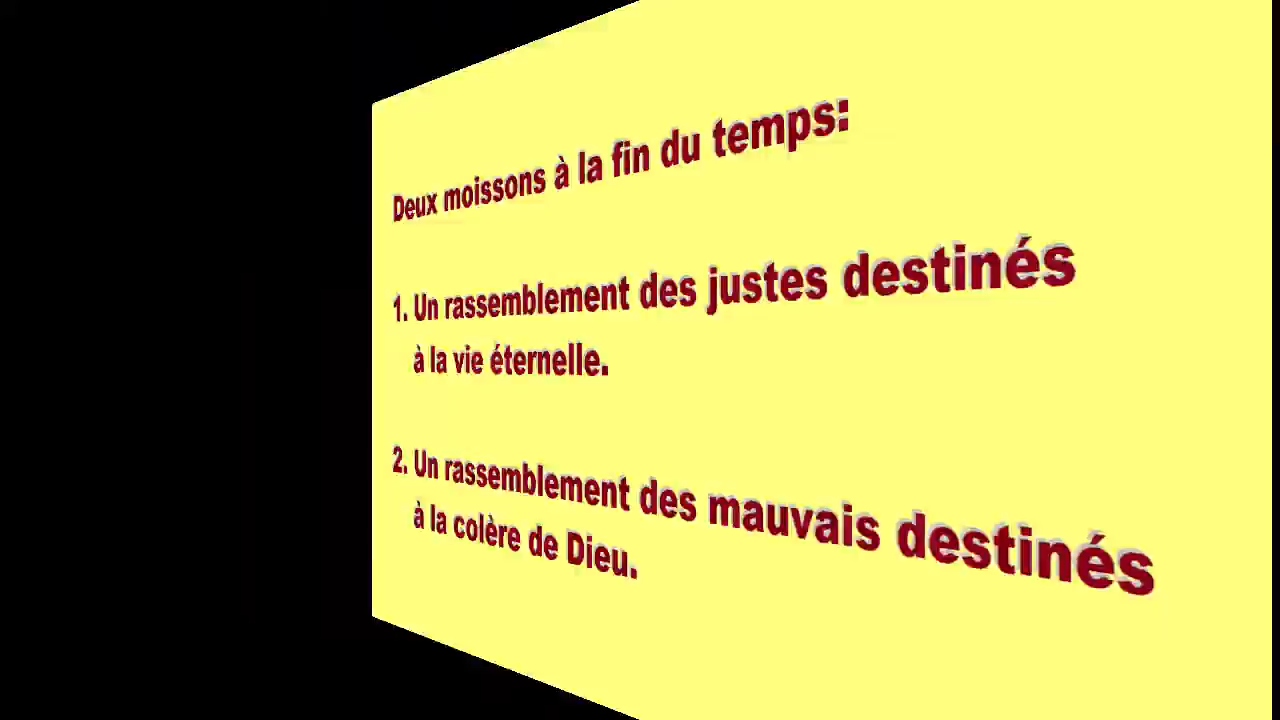 Deux moissons à la fin du temps:
1. Un rassemblement des justes destinés
à la vie éternelle.
2. Un rassemblement des mauvais destinés
à la colère de Dieu.